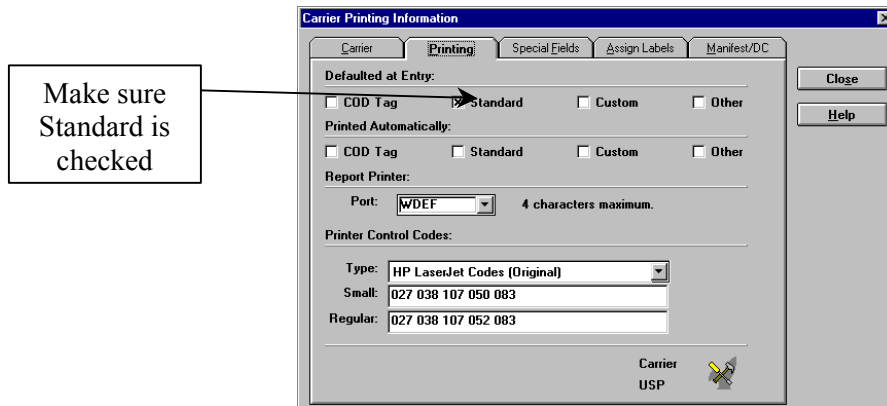 Carrier Printing Information
Carrier Printing Special Fields Assign Labels Manifest/DC
Defaulted at Entry:
COD Tag Standard Custom Other
Printed Automatically:
COD Tag Standard Custom Other
Report Printer:
Port: WDEF 4 characters maximum.
Printer Control Codes:
Type: HP LaserJet Codes (Original)
Small: 027 038 107 050 083
Regular: 027 038 107 052 083
Carrier
USP
Close
Help
Make sure
Standard is
checked